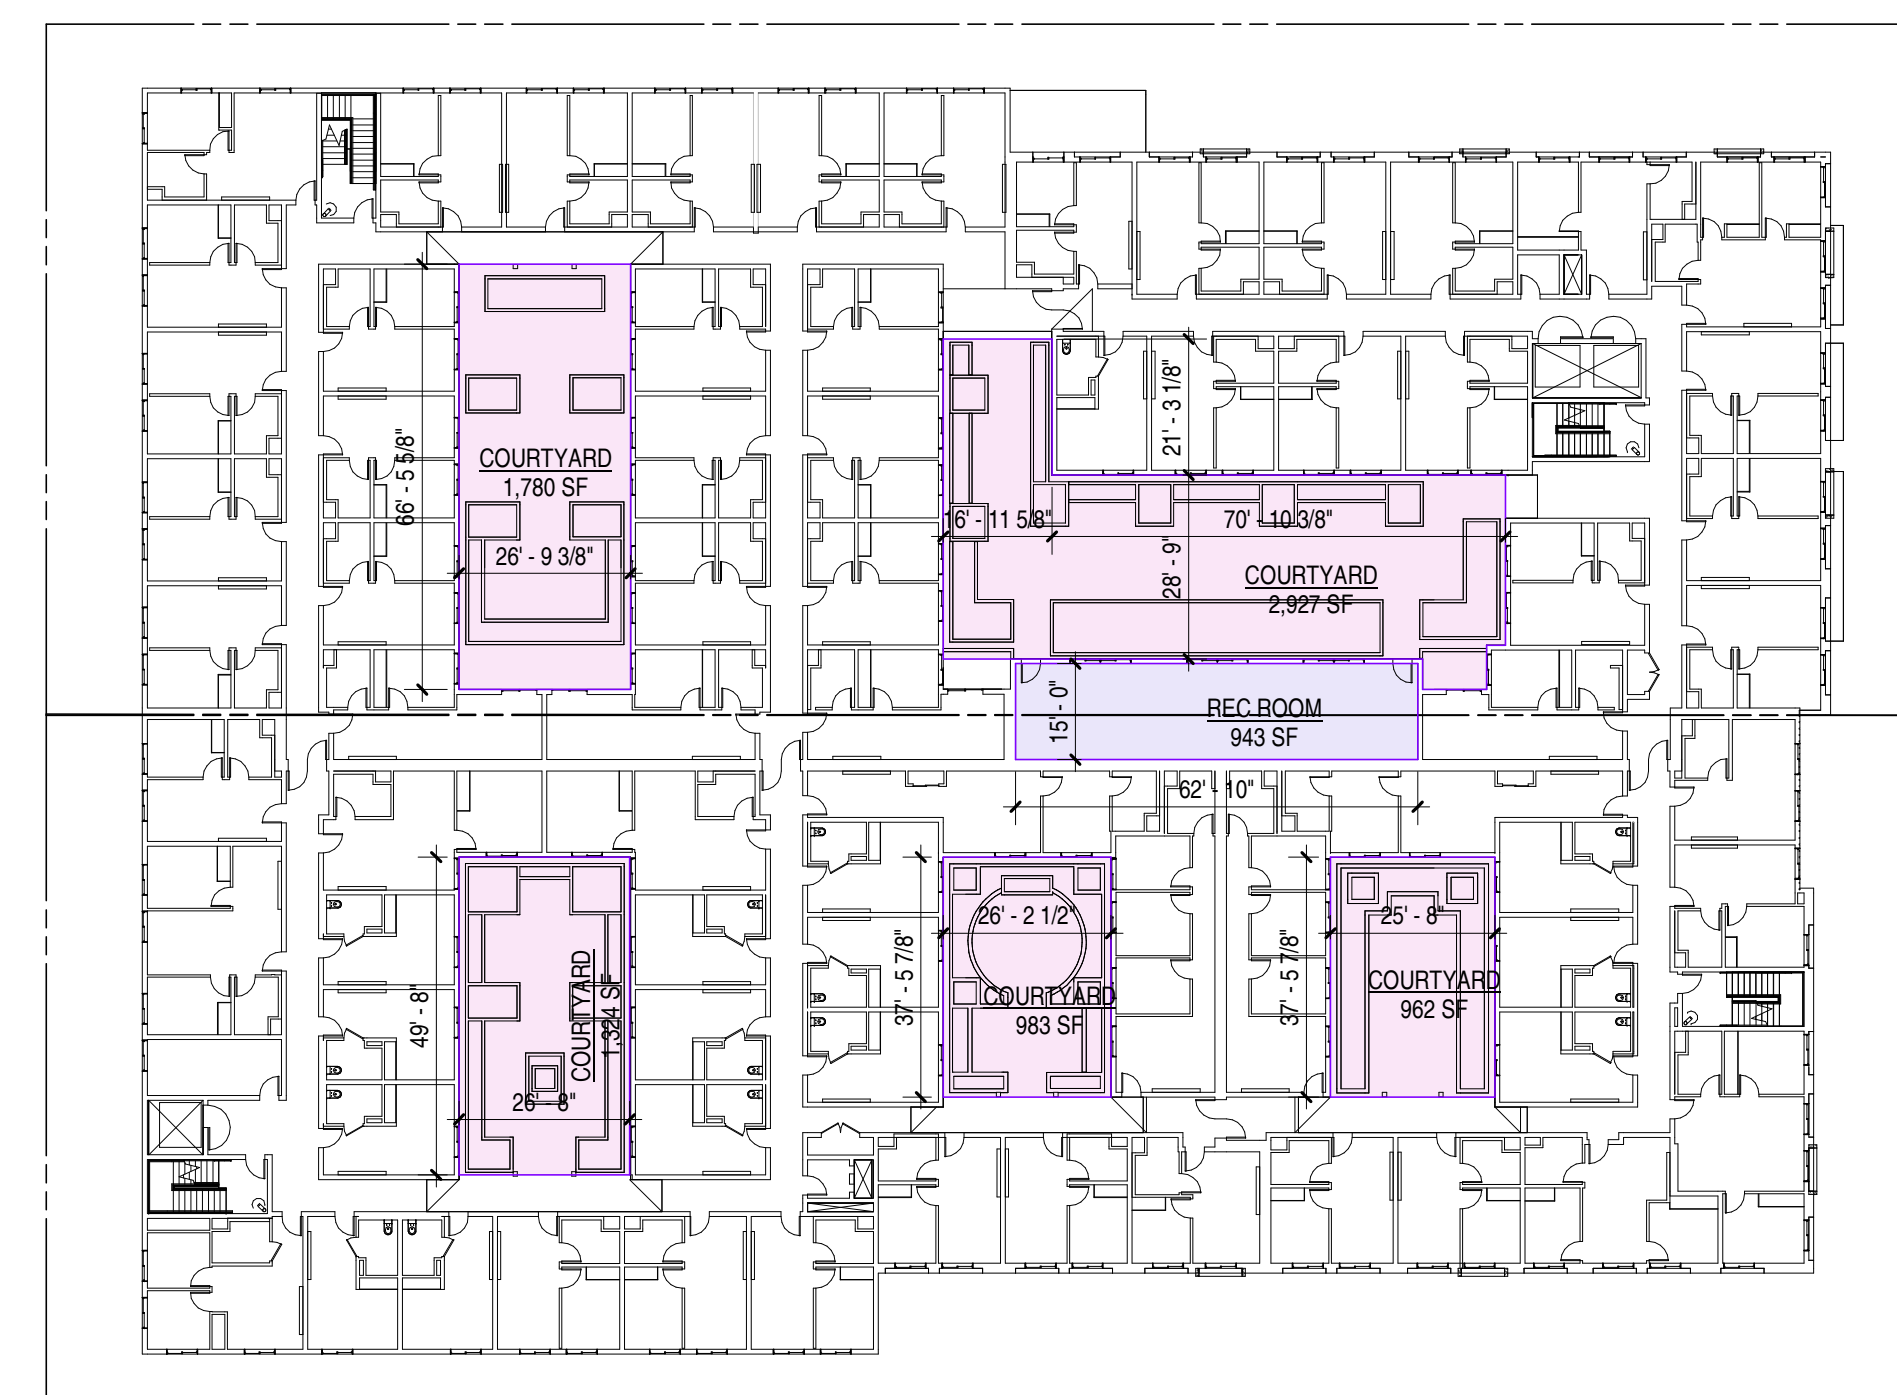 21' - 3 1/8"
66' - 5 5/8"
COURTYARD
1,780 SF
16' - 11 5/8"
70' - 10 3/8"
26' - 9 3/8"
28' - 9"
COURTYARD
2,927 SF
15' - 0"
REC ROOM
943 SF
62' - 10"
26' - 2 1/2"
25' - 8"
37' - 5 7/8"
37' - 5 7/8"
COURTYARD
983 SF
COURTYARD
962 SF
49' - 8"
COURTYARD
1,324 SF
26' - 8"